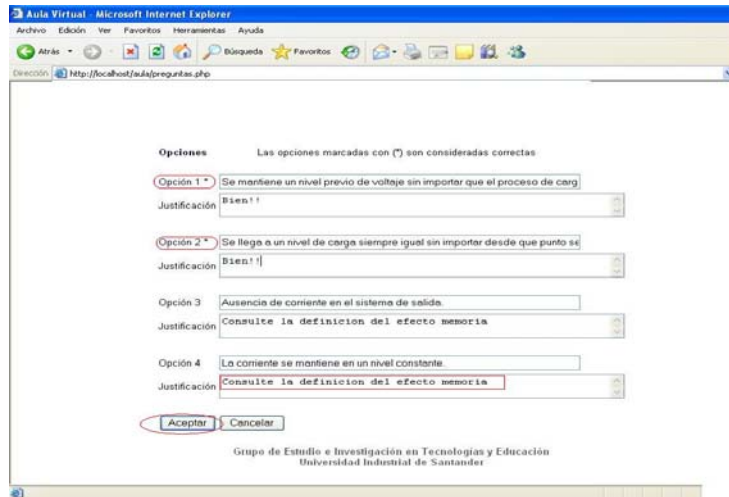 Aula Virtual - Microsoft Internet Explorer
Archivo Edición Ver Favoritos Herramientas Ayuda
Atrás Búsqueda Favoritos
Dirección http://localhost/aula/preguntas.php
Opciones Las opciones marcadas con (*) son consideradas correctas
Opción 1 * Se mantiene un nivel previo de voltaje sin importar que el proceso de carg
Justificación Bien!!
Opción 2 * Se llega a un nivel de carga siempre igual sin importar desde que punto se
Justificación Bien!!
Opción 3 Ausencia de corriente en el sistema de salida.
Justificación Consulte la definicion del efecto memoria
Opción 4 La corriente se mantiene en un nivel constante.
Justificación Consulte la definicion del efecto memoria
Aceptar Cancelar
Grupo de Estudio e Investigación en Tecnologías y Educación
Universidad Industrial de Santander